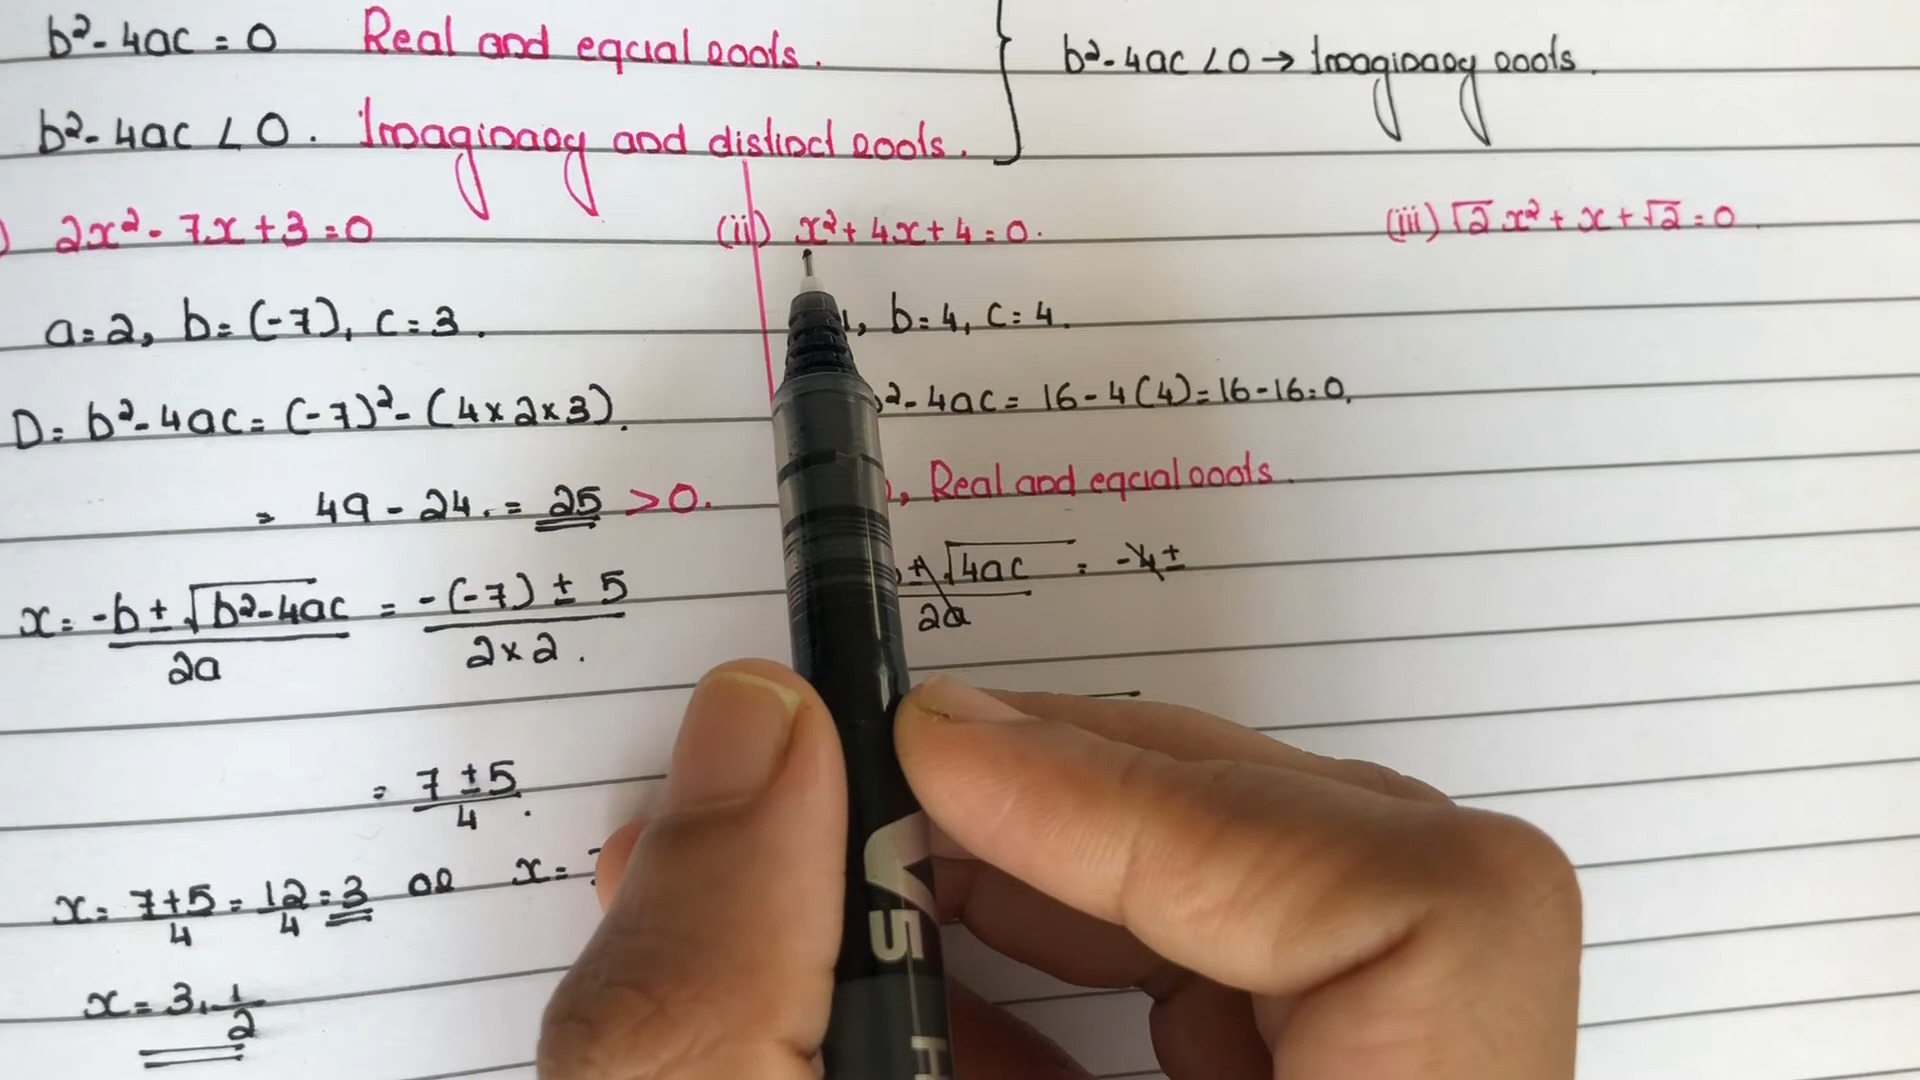 b²-4ac = 0 Real and equal roots.
b²-4ac < 0. Imaginary and distinct roots.
b²-4ac < 0 → Imaginary roots.
) 2x² - 7x + 3 = 0
a = 2, b = (-7), c = 3.
D = b² - 4ac = (-7)² - (4×2×3).
= 49 - 24. = 25 > 0.
x = -b ± √b²-4ac / 2a = -(-7) ± 5 / 2×2.
= 7 ± 5 / 4.
x = 7+5 / 4 = 12 / 4 = 3 or x =
x = 3, 1/2
(ii) x² + 4x + 4 = 0.
1, b = 4, c = 4.
² - 4ac = 16 - 4(4) = 16 - 16 = 0.
, Real and equal roots.
± √4ac / 2a = -4 ±
(iii) √2 x² + x + √2 = 0
V5
H